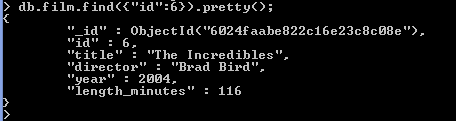 > db.film.find({"id":6}).pretty();
{
"_id" : ObjectId("6024faabe822c16e23c8c08e"),
"id" : 6,
"title" : "The Incredibles",
"director" : "Brad Bird",
"year" : 2004,
"length_minutes" : 116
}
>